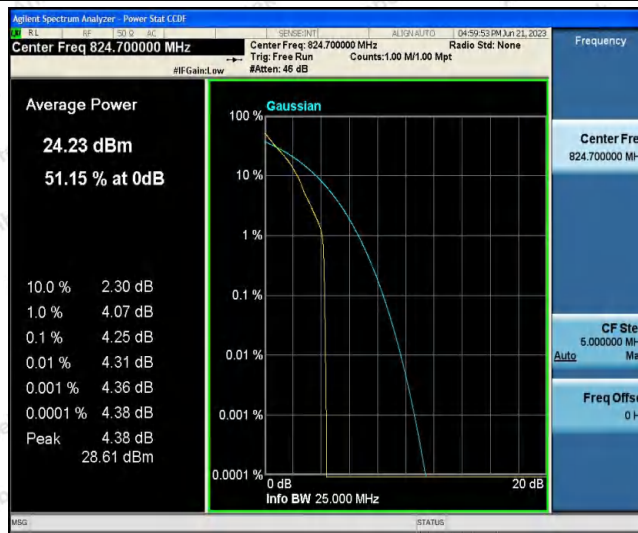 Agilent Spectrum Analyzer - Power Stat CCDF
RL RF 50 Ω AC SENSE:INT ALIGN AUTO 04:59:53 PM Jun 21, 2023
Center Freq 824.700000 MHz
Center Freq: 824.700000 MHz Radio Std: None
Trig: Free Run Counts:1.00 M/1.00 Mpt
#IFGain:Low #Atten: 46 dB
Frequency
Average Power
24.23 dBm
51.15 % at 0dB
10.0 % 2.30 dB
1.0 % 4.07 dB
0.1 % 4.25 dB
0.01 % 4.31 dB
0.001 % 4.36 dB
0.0001 % 4.38 dB
Peak 4.38 dB
28.61 dBm
Gaussian
100 %
10 %
1 %
0.1 %
0.01 %
0.001 %
0.0001 %
0 dB 20 dB
Info BW 25.000 MHz
Center Fre
824.700000 MH
CF Ste
5.000000 MH
Auto Ma
Freq Offse
0 H
MSG STATUS